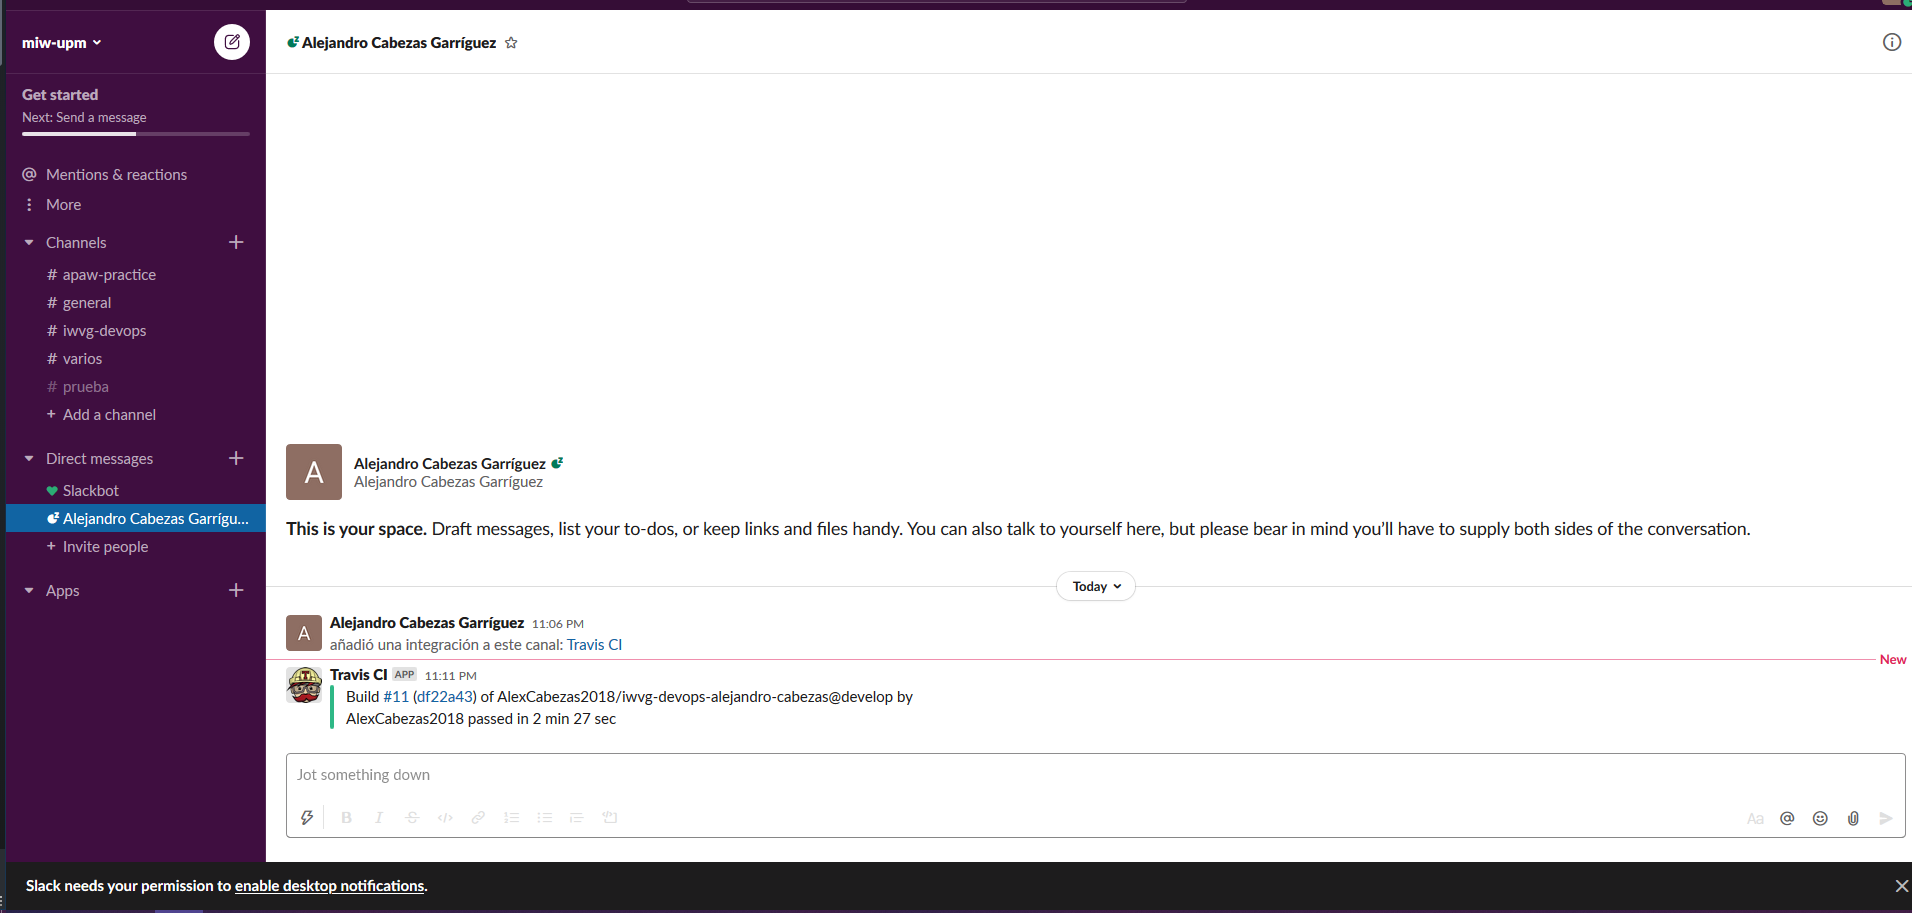 miw-upm
Get started
Next: Send a message
@ Mentions & reactions
More
Channels +
# apaw-practice
# general
# iwvg-devops
# varios
# prueba
+ Add a channel
Direct messages +
Slackbot
Alejandro Cabezas Garrígu...
+ Invite people
Apps +
Alejandro Cabezas Garríguez
A
Alejandro Cabezas Garríguez
Alejandro Cabezas Garríguez
This is your space. Draft messages, list your to-dos, or keep links and files handy. You can also talk to yourself here, but please bear in mind you’ll have to supply both sides of the conversation.
Today
A
Alejandro Cabezas Garríguez 11:06 PM
añadió una integración a este canal: Travis CI
New
Travis CI APP 11:11 PM
Build #11 (df22a43) of AlexCabezas2018/iwvg-devops-alejandro-cabezas@develop by
AlexCabezas2018 passed in 2 min 27 sec
Jot something down
B I S </> Aa @
Slack needs your permission to enable desktop notifications.